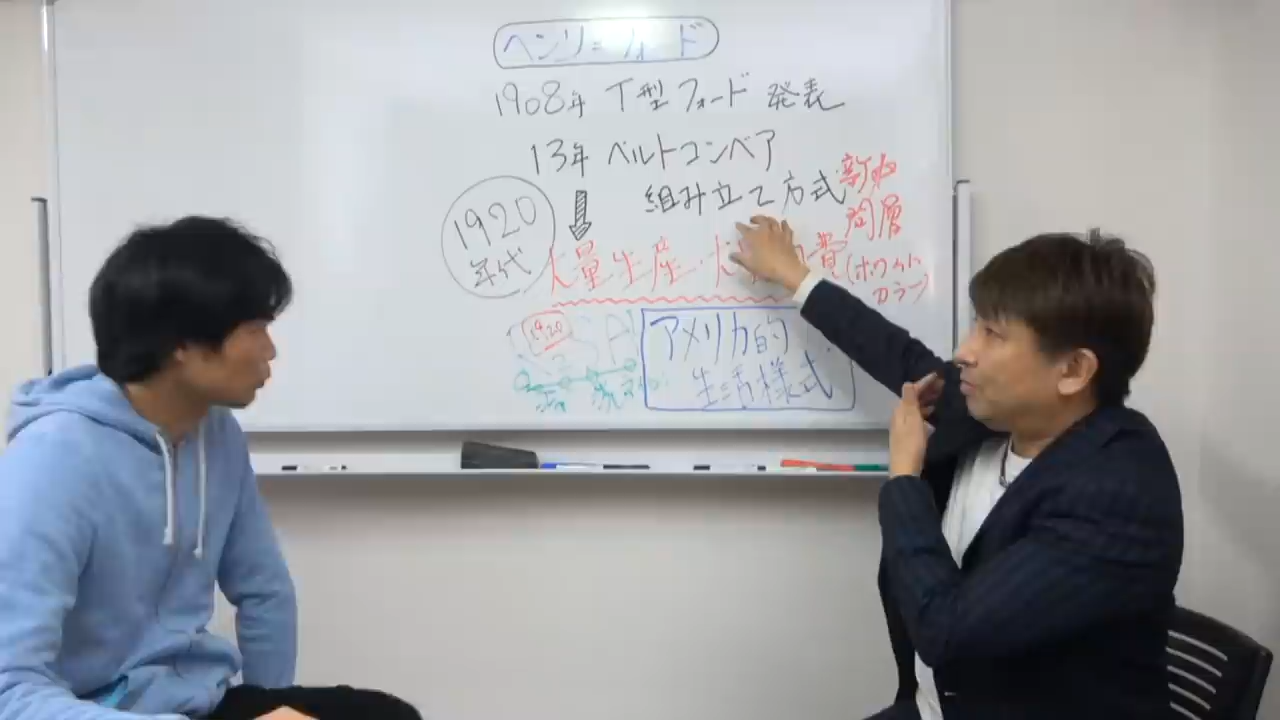 ヘンリ=フォード
1908年 T型フォード 発表
13年 ベルトコンベア
組み立て方式
新中
間層
(ホワイト
カラー)
1920
年代
大量生産・大 費
1920
アメリカ的
生活様式